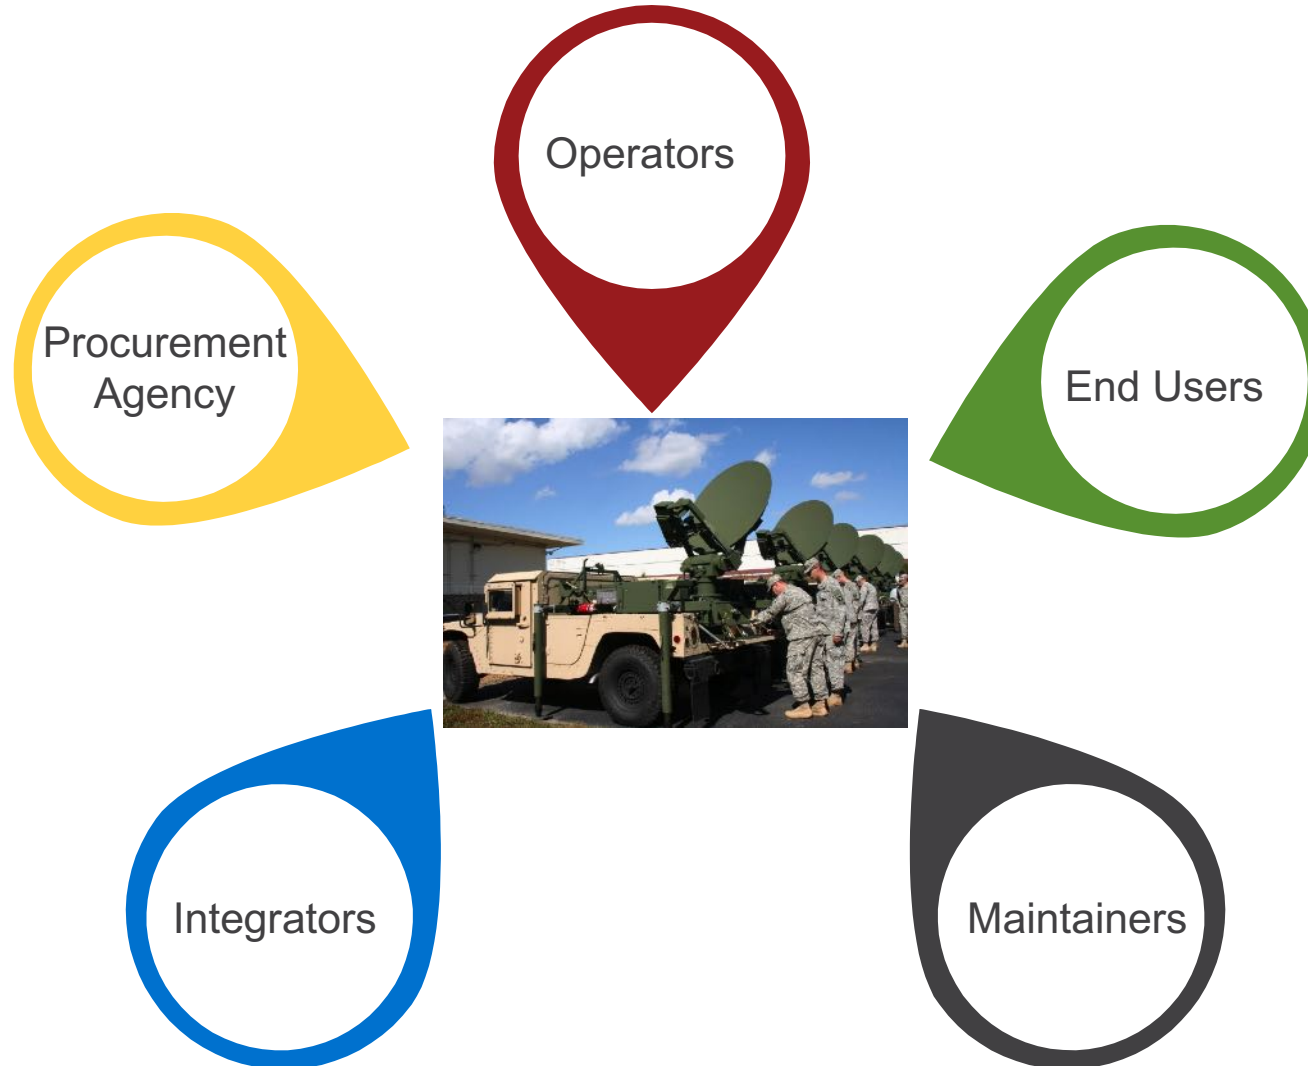 Operators
Procurement
Agency
End Users
Integrators
Maintainers